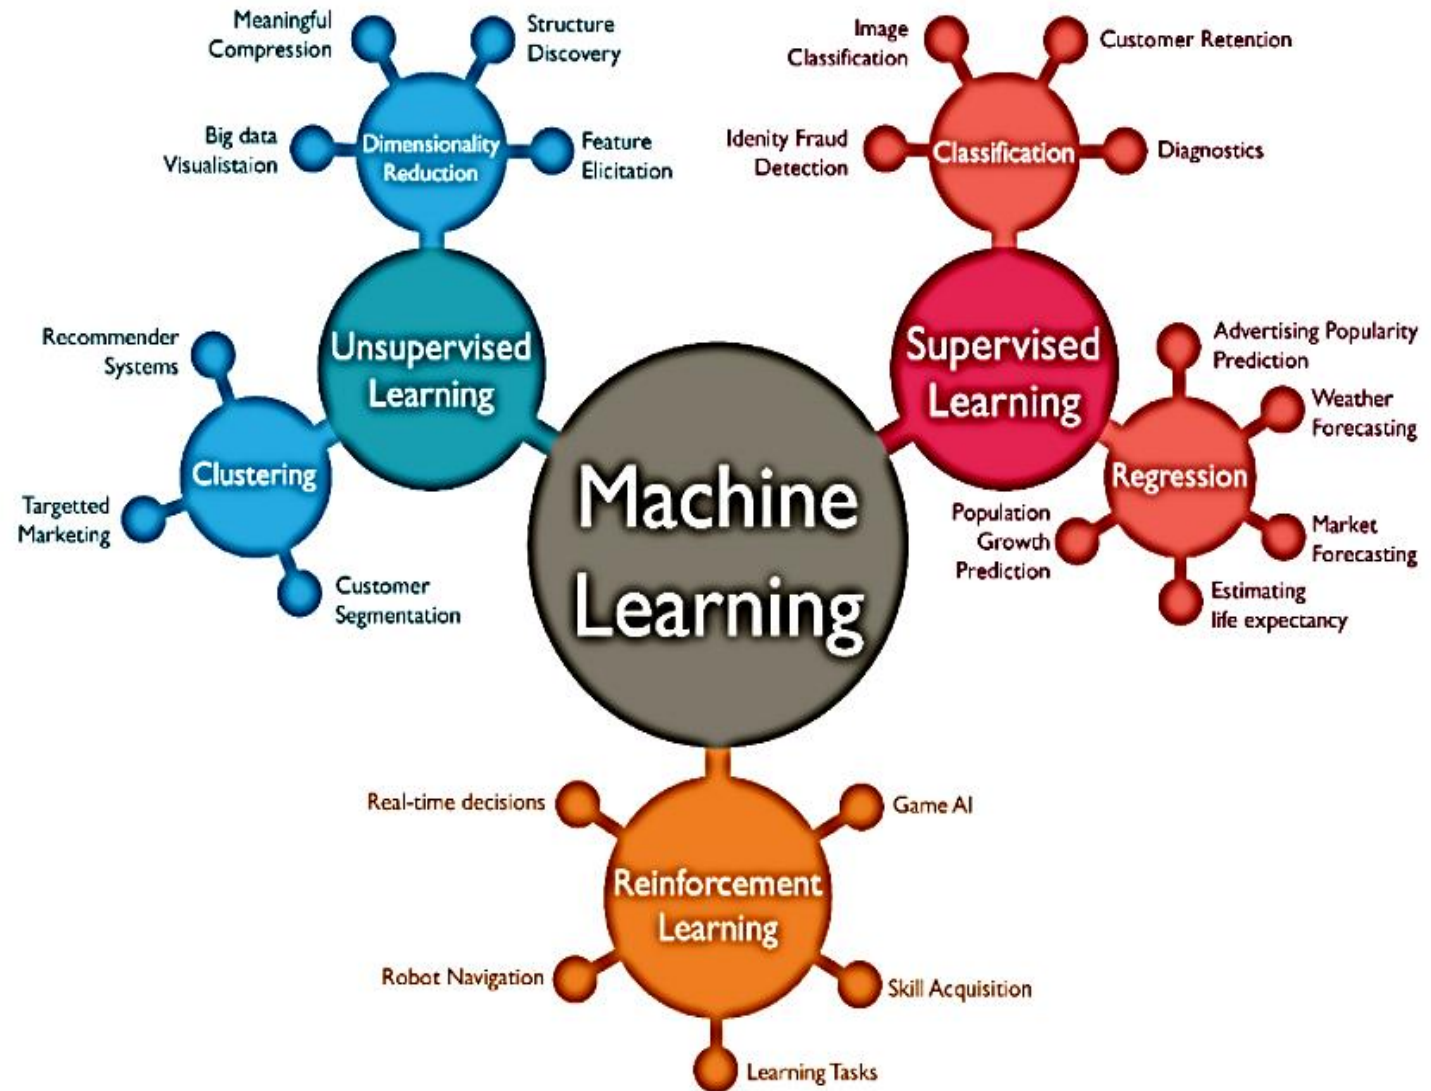 Meaningful
Compression
Structure
Discovery
Big data
Visualistaion
Dimensionality
Reduction
Feature
Elicitation
Image
Classification
Customer Retention
Idenity Fraud
Detection
Classification
Diagnostics
Recommender
Systems
Unsupervised
Learning
Clustering
Targetted
Marketing
Customer
Segmentation
Supervised
Learning
Advertising Popularity
Prediction
Weather
Forecasting
Regression
Population
Growth
Prediction
Market
Forecasting
Estimating
life expectancy
Machine
Learning
Real-time decisions
Game AI
Reinforcement
Learning
Robot Navigation
Skill Acquisition
Learning Tasks